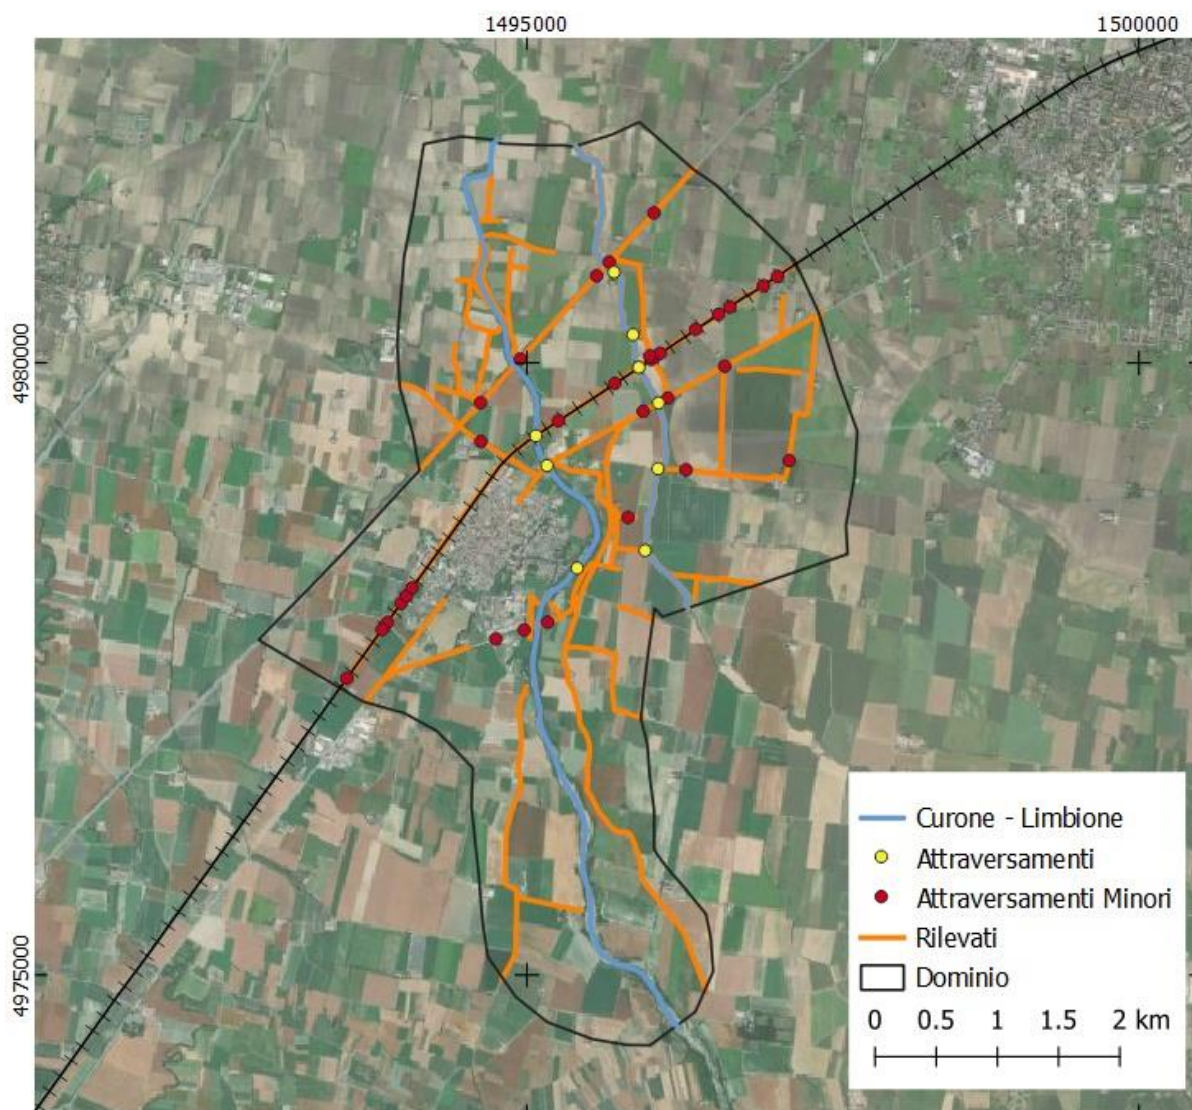 1495000
1500000
4980000
4975000
Curone - Limbione
Attraversamenti
Attraversamenti Minori
Rilevati
Dominio
0 0.5 1 1.5 2 km